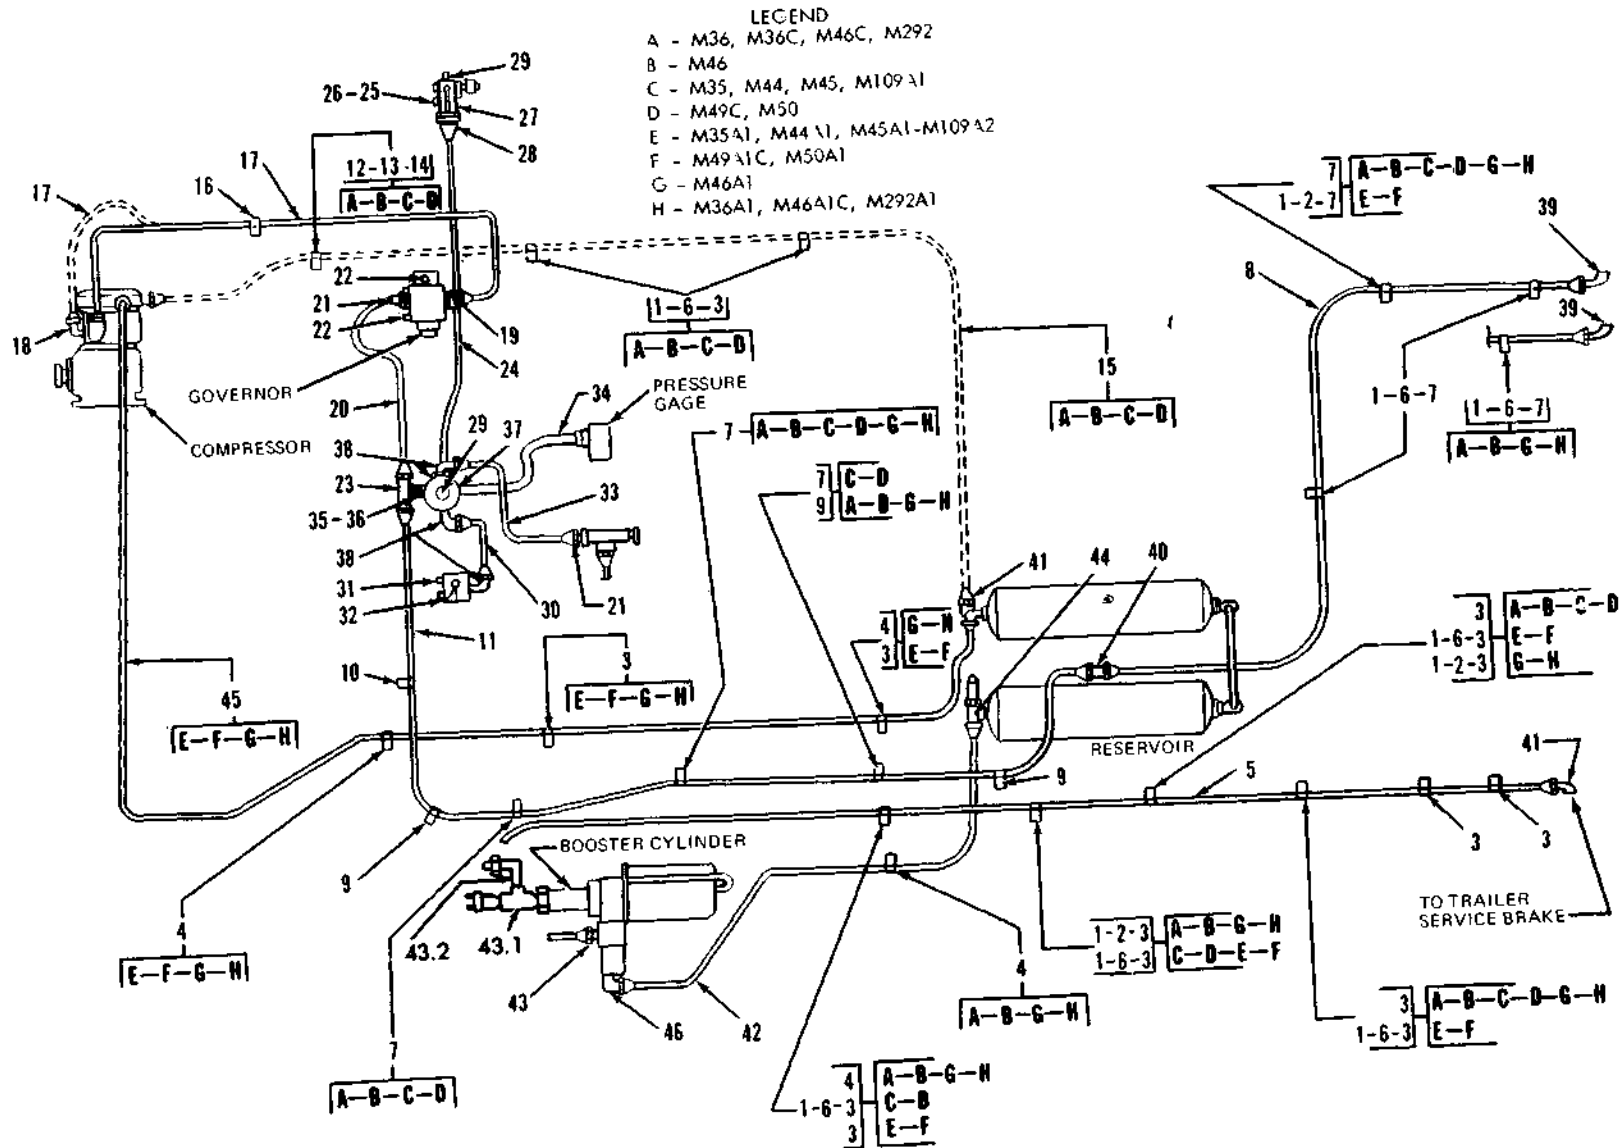 LEGEND
A - M36, M36C, M46C, M292
B - M46
C - M35, M44, M45, M109A1
D - M49C, M50
E - M35A1, M44A1, M45A1-M109A2
F - M49A1C, M50A1
G - M46A1
H - M36A1, M46A1C, M292A1
29
26-25
27
28
17
16
17
12-13-14
A-B-C-D
7 A-B-C-D-G-H
1-2-7 E-F
39
8
39
22
21
22
19
18
24
1-6-3
A-B-C-D
15
A-B-C-D
1-6-7
1-6-7
A-B-G-H
GOVERNOR
20
COMPRESSOR
34
PRESSURE
GAGE
29
37
38
23
35-36
33
38
31
32
30
21
7 A-B-C-D-G-H
7 C-D
9 A-B-G-H
41
44
40
11
10
45
E-F-G-H
3
E-F-G-H
4 G-H
3 E-F
3 A-B-C-D
1-6-3 E-F
1-2-3 G-H
RESERVOIR
9
5
41
3
3
9
BOOSTER CYLINDER
43.2
43.1
43
46
42
TO TRAILER
SERVICE BRAKE
4
E-F-G-H
7
A-B-C-D
4
A-B-G-H
1-2-3 A-B-G-H
1-6-3 C-D-E-F
3 A-B-C-D-G-H
1-6-3 E-F
4 A-B-G-H
1-6-3 C-B
3 E-F